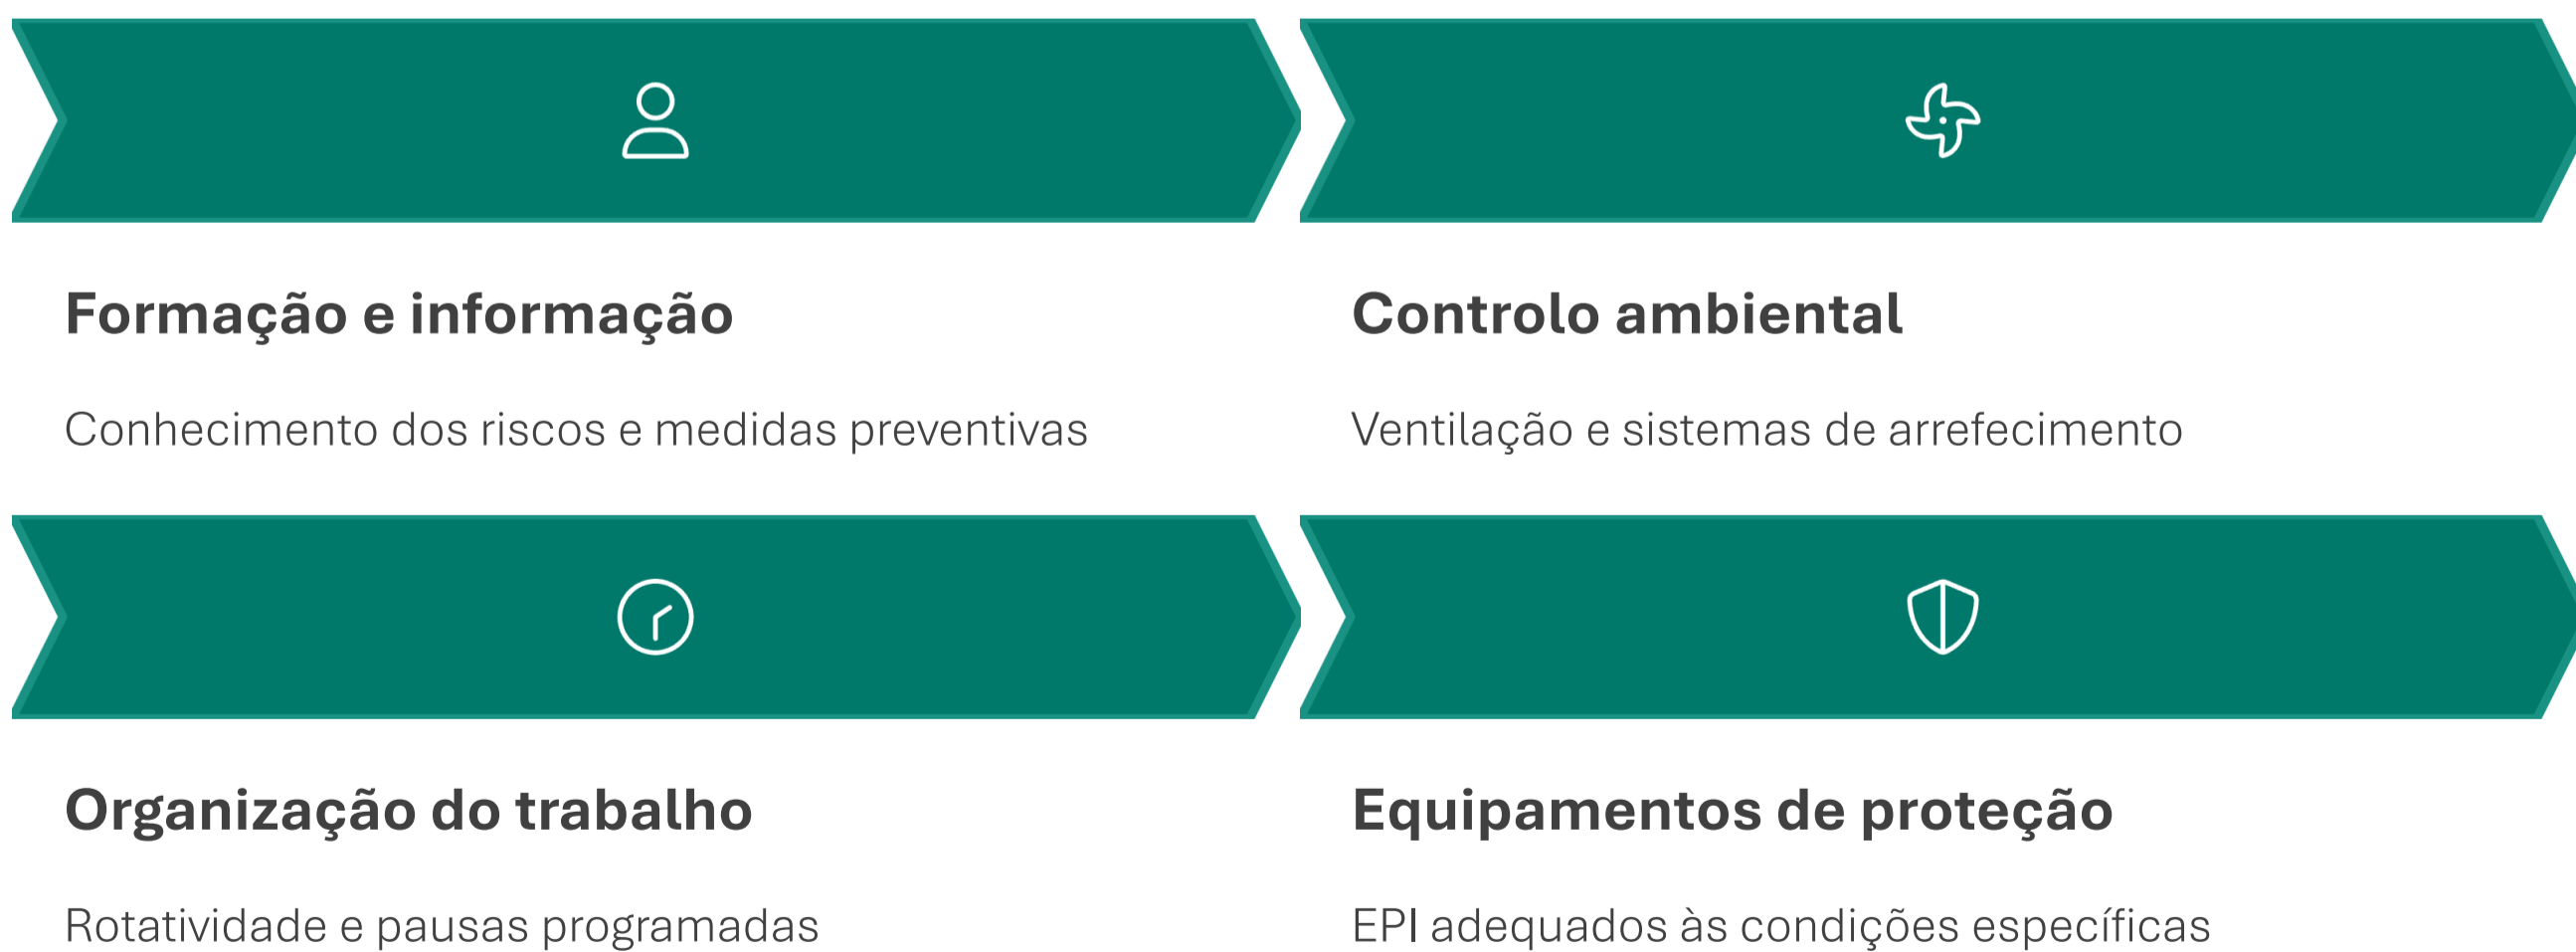 Formação e informação
Conhecimento dos riscos e medidas preventivas
Controlo ambiental
Ventilação e sistemas de arrefecimento
Organização do trabalho
Rotatividade e pausas programadas
Equipamentos de proteção
EPI adequados às condições específicas